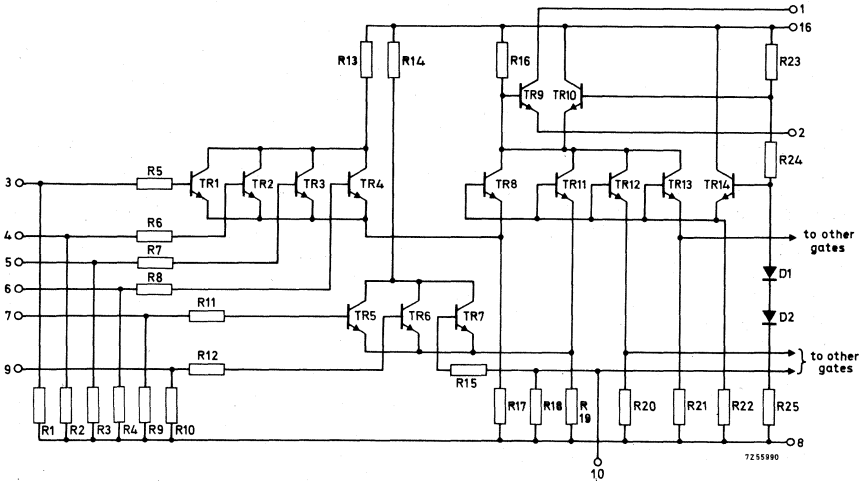 1
16
R13
R14
R16
R23
TR9
TR10
2
R24
3
R5
TR1
TR2
TR3
TR4
TR8
TR11
TR12
TR13
TR14
4
R6
to other
gates
5
R7
6
R8
D1
7
R11
TR5
TR6
TR7
D2
9
R12
R15
to other
gates
R1
R2
R3
R4
R9
R10
R17
R18
R
19
R20
R21
R22
R25
8
7Z55990
10